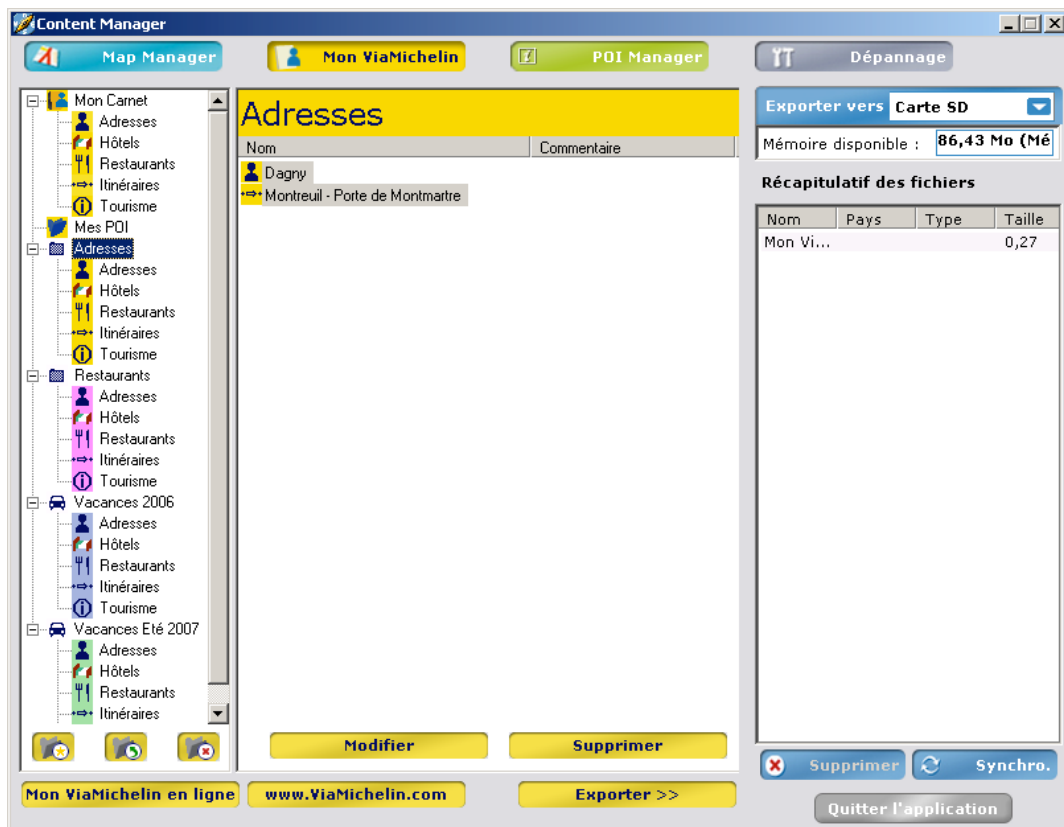 Content Manager
Map Manager
Mon ViaMichelin
POI Manager
Dépannage
Mon Carnet
Adresses
Hôtels
Restaurants
Itinéraires
Tourisme
Mes POI
Adresses
Adresses
Hôtels
Restaurants
Itinéraires
Tourisme
Restaurants
Adresses
Hôtels
Restaurants
Itinéraires
Tourisme
Vacances 2006
Adresses
Hôtels
Restaurants
Itinéraires
Tourisme
Vacances Eté 2007
Adresses
Hôtels
Restaurants
Itinéraires
Adresses
Nom Commentaire
Dagny
Montreuil - Porte de Montmartre
Modifier
Supprimer
Exporter vers Carte SD
Mémoire disponible : 86,43 Mo (Mé
Récapitulatif des fichiers
Nom Pays Type Taille
Mon Vi... 0,27
Supprimer
Synchro.
Mon ViaMichelin en ligne
www.ViaMichelin.com
Exporter >>
Quitter l'application